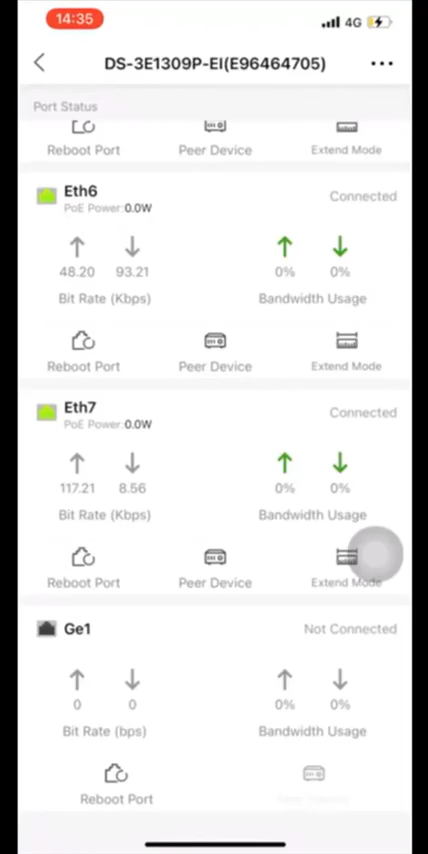 14:35
4G
DS-3E1309P-EI(E96464705)
Port Status
Reboot Port Peer Device Extend Mode
Eth6 Connected
PoE Power:0.0W
48.20 93.21 0% 0%
Bit Rate (Kbps) Bandwidth Usage
Reboot Port Peer Device Extend Mode
Eth7 Connected
PoE Power:0.0W
117.21 8.56 0% 0%
Bit Rate (Kbps) Bandwidth Usage
Reboot Port Peer Device Extend Mode
Ge1 Not Connected
0 0 0% 0%
Bit Rate (bps) Bandwidth Usage
Reboot Port